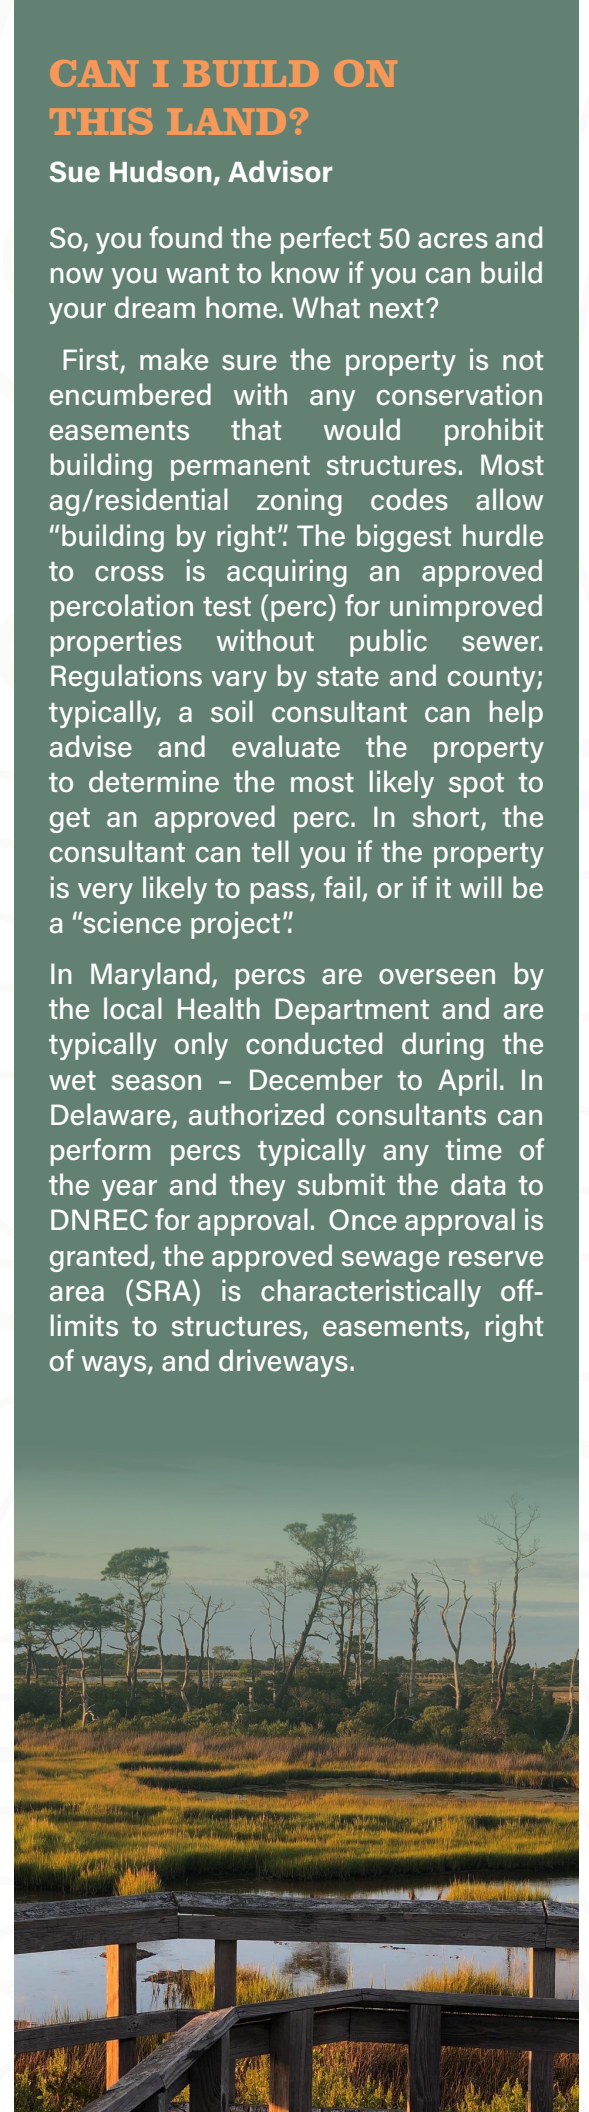 CAN I BUILD ON
THIS LAND?
Sue Hudson, Advisor
So, you found the perfect 50 acres and
now you want to know if you can build
your dream home. What next?
First, make sure the property is not
encumbered with any conservation
easements that would prohibit
building permanent structures. Most
ag/residential zoning codes allow
“building by right”. The biggest hurdle
to cross is acquiring an approved
percolation test (perc) for unimproved
properties without public sewer.
Regulations vary by state and county;
typically, a soil consultant can help
advise and evaluate the property
to determine the most likely spot to
get an approved perc. In short, the
consultant can tell you if the property
is very likely to pass, fail, or if it will be
a “science project”.
In Maryland, percs are overseen by
the local Health Department and are
typically only conducted during the
wet season – December to April. In
Delaware, authorized consultants can
perform percs typically any time of
the year and they submit the data to
DNREC for approval. Once approval is
granted, the approved sewage reserve
area (SRA) is characteristically off-
limits to structures, easements, right
of ways, and driveways.